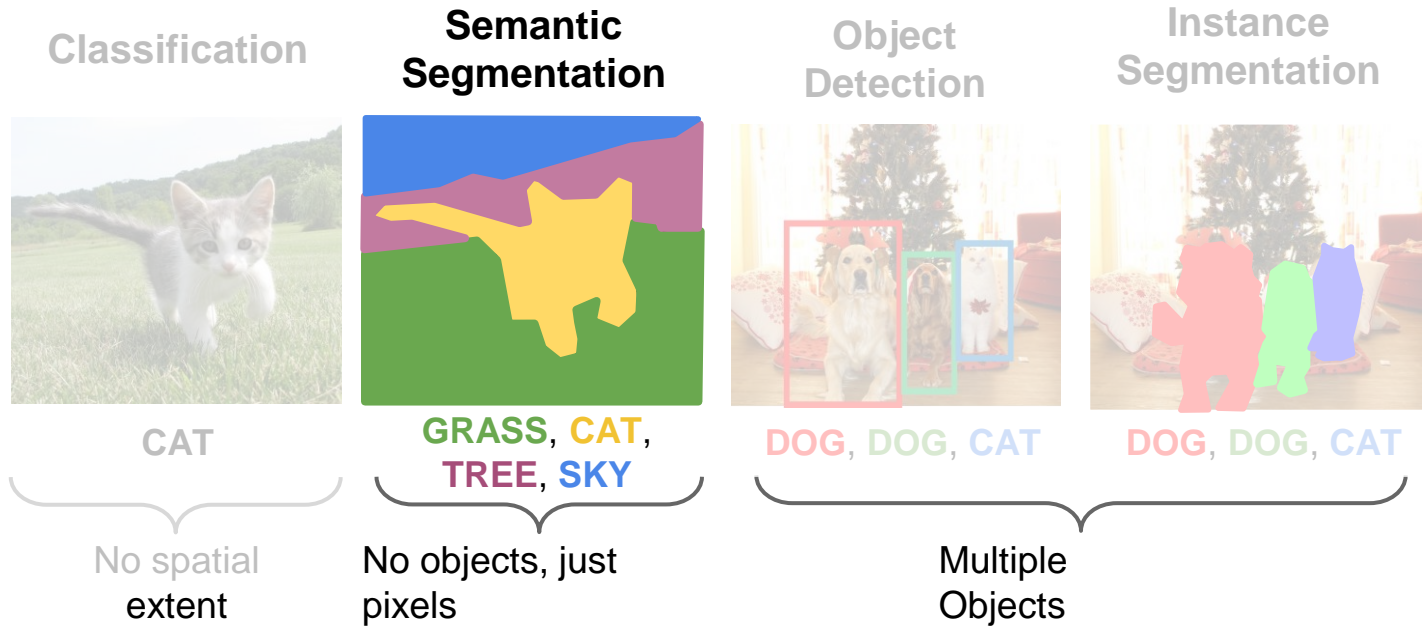 Classification
Semantic
Segmentation
Object
Detection
Instance
Segmentation
CAT
GRASS, CAT,
TREE, SKY
DOG, DOG, CAT
DOG, DOG, CAT
No spatial
extent
No objects, just
pixels
Multiple
Objects